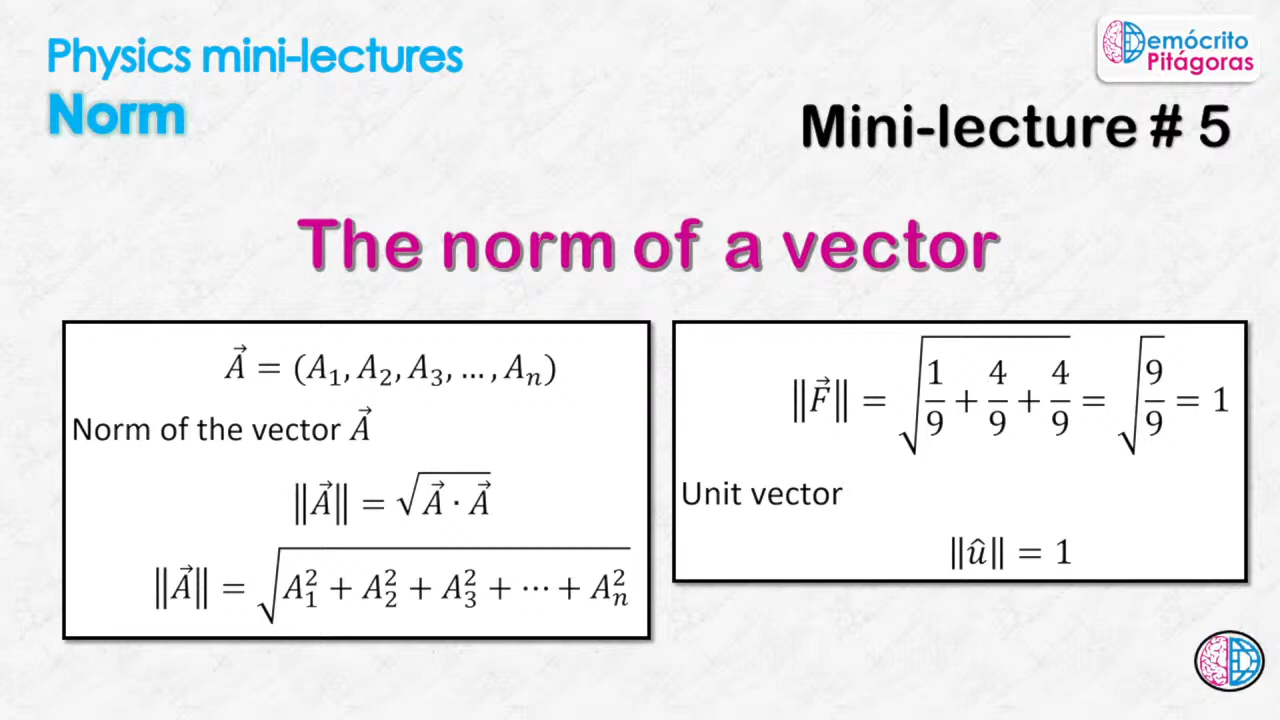 Physics mini-lectures
Norm
Demócrito
Pitágoras
Mini-lecture # 5
The norm of a vector
A⃗ = (A₁, A₂, A₃, …, Aₙ)
Norm of the vector A⃗
‖A⃗‖ = √(A⃗ · A⃗)
‖A⃗‖ = √(A₁² + A₂² + A₃² + ⋯ + Aₙ²)
‖F⃗‖ = √(1/9 + 4/9 + 4/9) = √(9/9) = 1
Unit vector
‖û‖ = 1